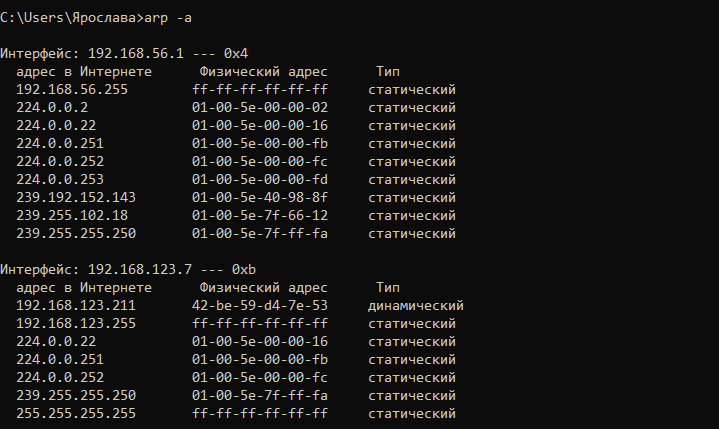 C:\Users\Ярослава>arp -a
Интерфейс: 192.168.56.1 --- 0x4
адрес в Интернете Физический адрес Тип
192.168.56.255 ff-ff-ff-ff-ff-ff статический
224.0.0.2 01-00-5e-00-00-02 статический
224.0.0.22 01-00-5e-00-00-16 статический
224.0.0.251 01-00-5e-00-00-fb статический
224.0.0.252 01-00-5e-00-00-fc статический
224.0.0.253 01-00-5e-00-00-fd статический
239.192.152.143 01-00-5e-40-98-8f статический
239.255.102.18 01-00-5e-7f-66-12 статический
239.255.255.250 01-00-5e-7f-ff-fa статический
Интерфейс: 192.168.123.7 --- 0xb
адрес в Интернете Физический адрес Тип
192.168.123.211 42-be-59-d4-7e-53 динамический
192.168.123.255 ff-ff-ff-ff-ff-ff статический
224.0.0.22 01-00-5e-00-00-16 статический
224.0.0.251 01-00-5e-00-00-fb статический
224.0.0.252 01-00-5e-00-00-fc статический
239.255.255.250 01-00-5e-7f-ff-fa статический
255.255.255.255 ff-ff-ff-ff-ff-ff статический